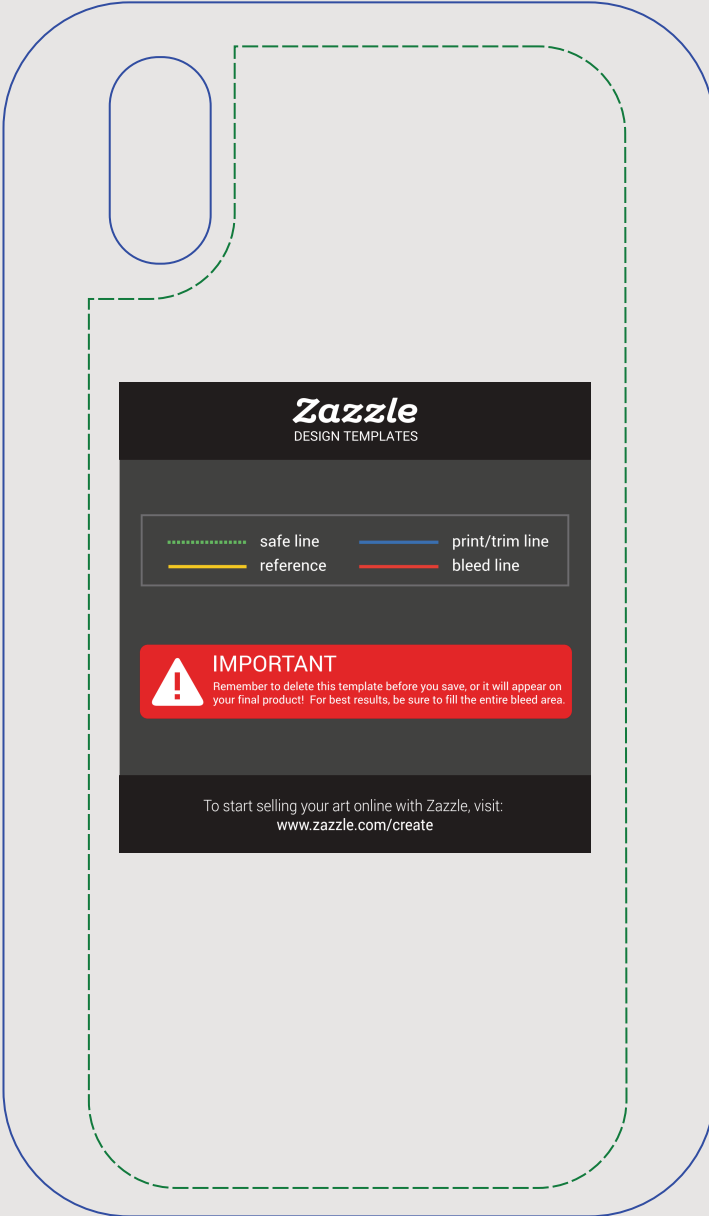 Zazzle
DESIGN TEMPLATES
safe line
print/trim line
reference
bleed line
IMPORTANT
Remember to delete this template before you save, or it will appear on
your final product!  For best results, be sure to fill the entire bleed area.
To start selling your art online with Zazzle, visit:
www.zazzle.com/create